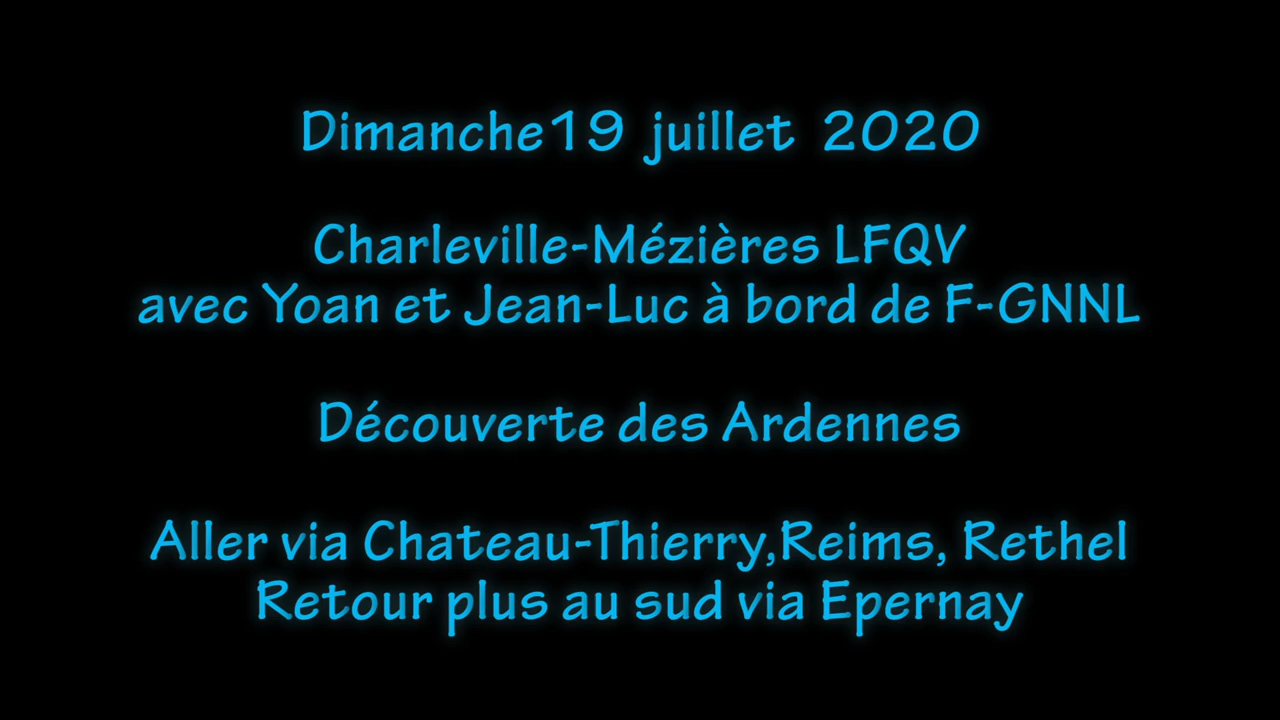 Dimanche19 juillet 2020
Charleville-Mézières LFQV
avec Yoan et Jean-Luc à bord de F-GNNL
Découverte des Ardennes
Aller via Chateau-Thierry,Reims, Rethel
Retour plus au sud via Epernay